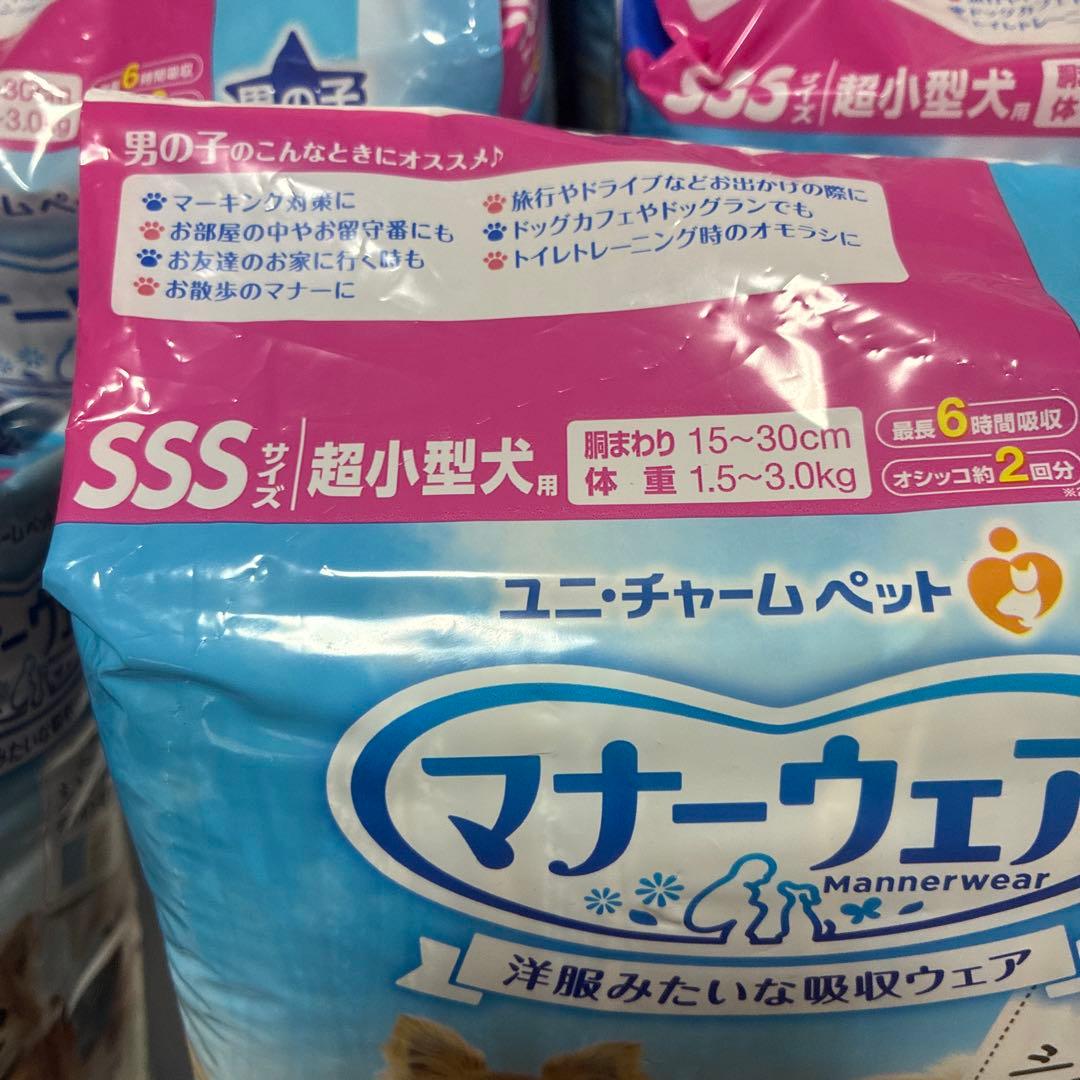 30cm
3.0kg
6時間吸収
男の子
SSSサイズ 超小型犬用
男の子のこんなときにオススメ♪
マーキング対策に
お部屋の中やお留守番にも
お友達のお家に行く時も
お散歩のマナーに
旅行やドライブなどお出かけの際に
ドッグカフェやドッグランでも
トイレトレーニング時のオモラシに
SSSサイズ 超小型犬用
胴まわり 15〜30cm
体重 1.5〜3.0kg
最長6時間吸収
オシッコ約2回分
ユニ・チャーム ペット
マナーウェア
Mannerwear
洋服みたいな吸収ウェア